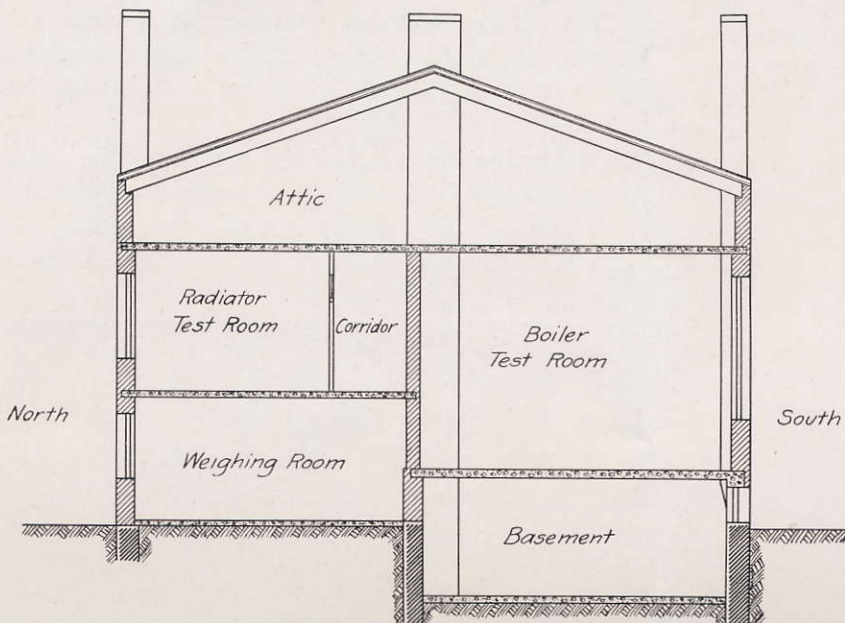 Attic
Radiator
Test Room
Corridor
Boiler
Test Room
North
South
Weighing Room
Basement